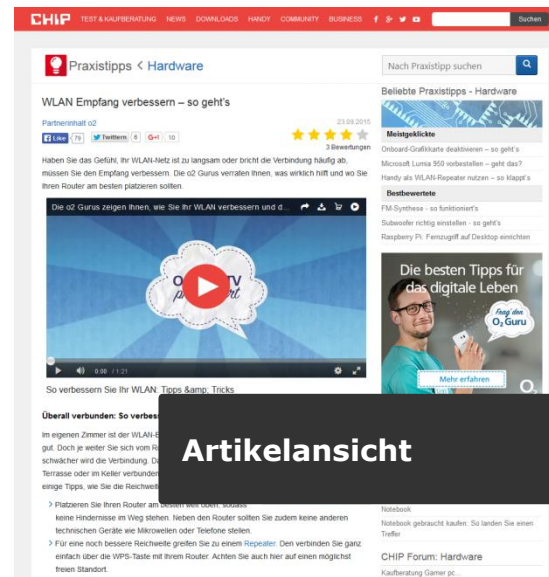 CHIP TEST & KAUFBERATUNG NEWS DOWNLOADS HANDY COMMUNITY BUSINESS Suchen
Praxistipps < Hardware
Nach Praxistipp suchen
WLAN Empfang verbessern – so geht's
Partnerinhalt o2
23.09.2015
Like 79 Twittern 6 G+1 10
3 Bewertungen
Haben Sie das Gefühl, Ihr WLAN-Netz ist zu langsam oder bricht die Verbindung häufig ab,
müssen Sie den Empfang verbessern. Die o2 Gurus verraten Ihnen, was wirklich hilft und wo Sie
Ihren Router am besten platzieren sollten.
Die o2 Gurus zeigen Ihnen, wie Sie Ihr WLAN verbessern und d...
0:00 / 1:21
So verbessern Sie Ihr WLAN: Tipps &amp; Tricks
Überall verbunden: So verbes
Im eigenen Zimmer ist der WLAN-E
gut. Doch je weiter Sie sich vom R
schwächer wird die Verbindung. Da
Terrasse oder im Keller verbunden
einige Tipps, wie Sie die Reichweite
Platzieren Sie Ihren Router am besten weit oben, sodass
keine Hindernisse im Weg stehen. Neben den Router sollten Sie zudem keine anderen
technischen Geräte wie Mikrowellen oder Telefone stellen.
Für eine noch bessere Reichweite greifen Sie zu einem Repeater. Den verbinden Sie ganz
einfach über die WPS-Taste mit Ihrem Router. Achten Sie auch hier auf einen möglichst
freien Standort.
Beliebte Praxistipps - Hardware
Meistgeklickte
Onboard-Grafikkarte deaktivieren – so geht's
Microsoft Lumia 950 vorbestellen – geht das?
Handy als WLAN-Repeater nutzen – so klappt's
Bestbewertete
FM-Synthese - so funktioniert's
Subwoofer richtig einstellen - so geht's
Raspberry Pi: Fernzugriff auf Desktop einrichten
Die besten Tipps für
das digitale Leben
Frag' den
O2 Guru
Mehr erfahren
O2
Artikelansicht
Notebook
Notebook gebraucht kaufen: So landen Sie einen
Treffer
CHIP Forum: Hardware
Kaufberatung Gamer pc...